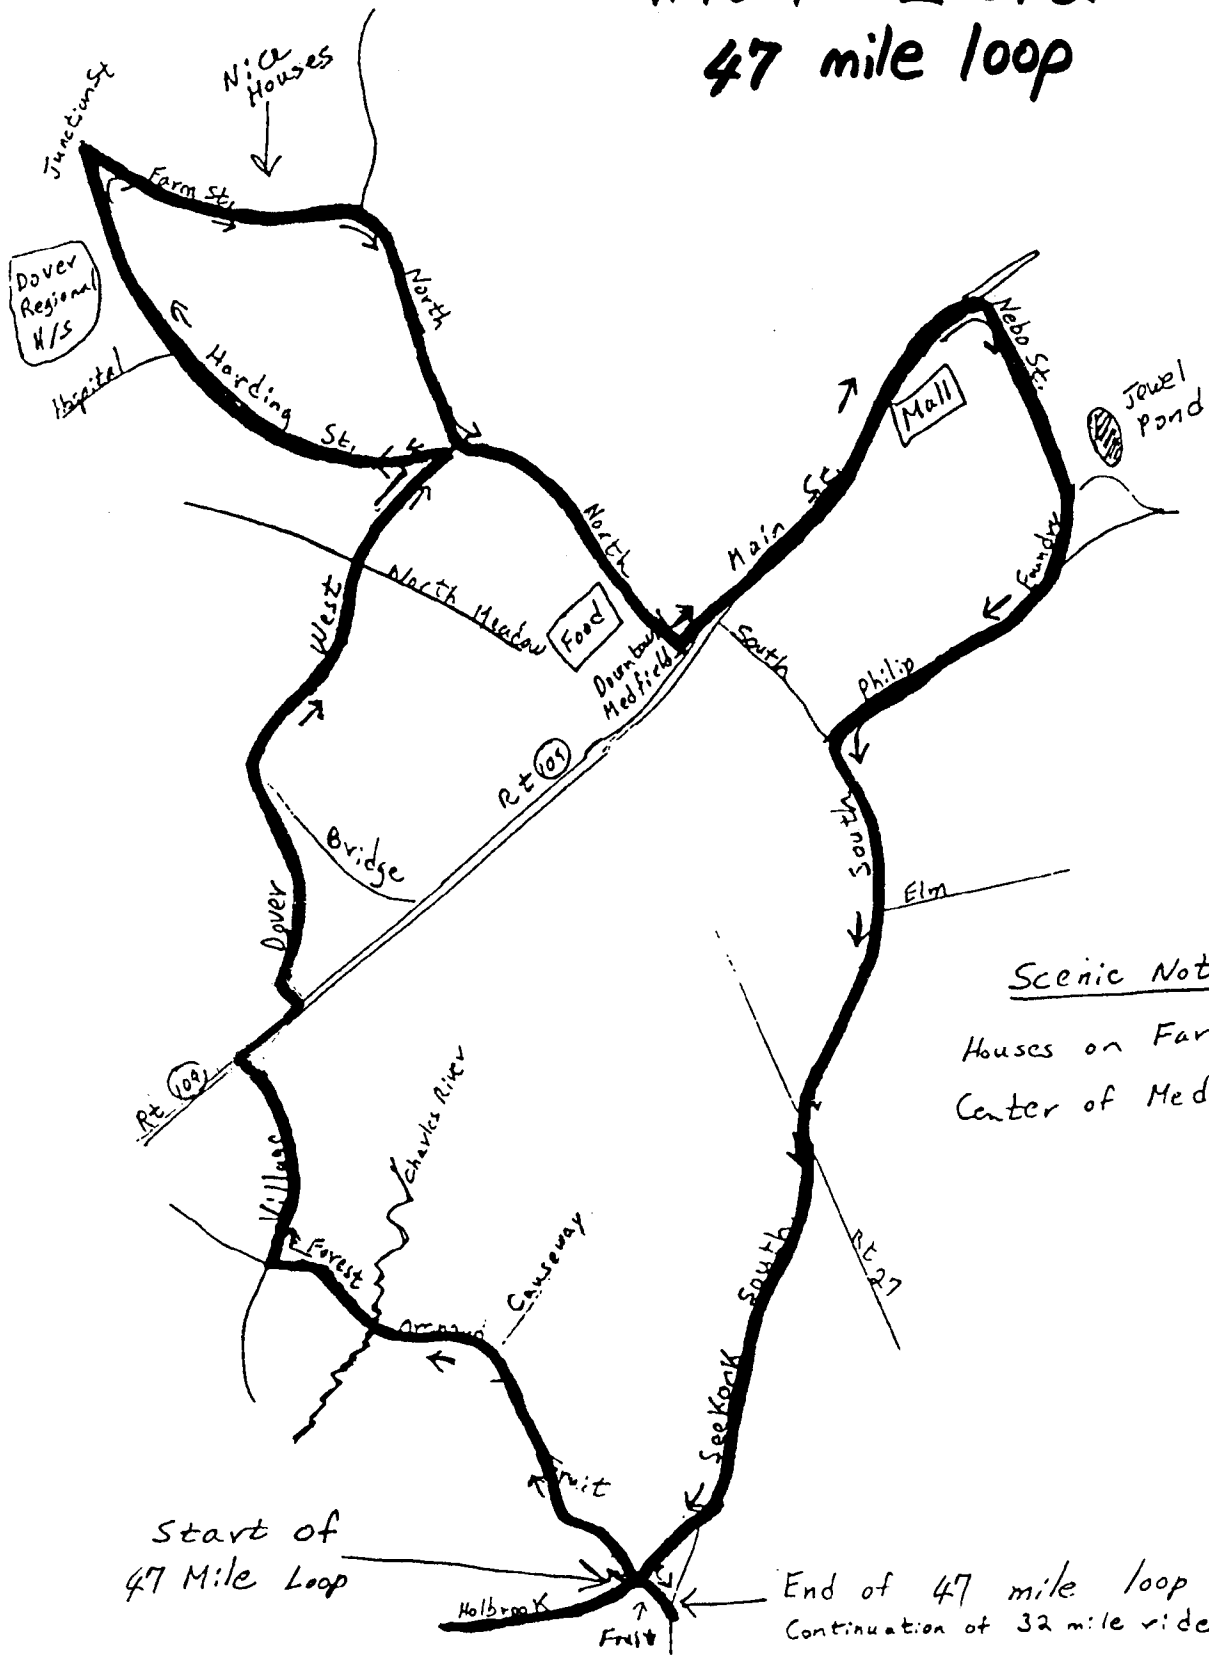 47 mile loop
Nice
Houses
Junction St
Farm St.
North
Dover
Regional
H/S
Hospital
Harding
St.
Nebo St.
Mall
Jewel
Pond
Main St.
North
Foundry
West
North Meadow
Food
Downtown
Medfield
South
Philip
Rt 109
South
Bridge
Elm
Dover
Scenic Not
Houses on Far
Center of Med
Rt 109
Charles River
Village
Forest
Causeway
South
Rt 27
Orchard
Seekonk
Fruit
Start of
47 Mile Loop
Holbrook
Fruit
End of 47 mile loop
Continuation of 32 mile ride